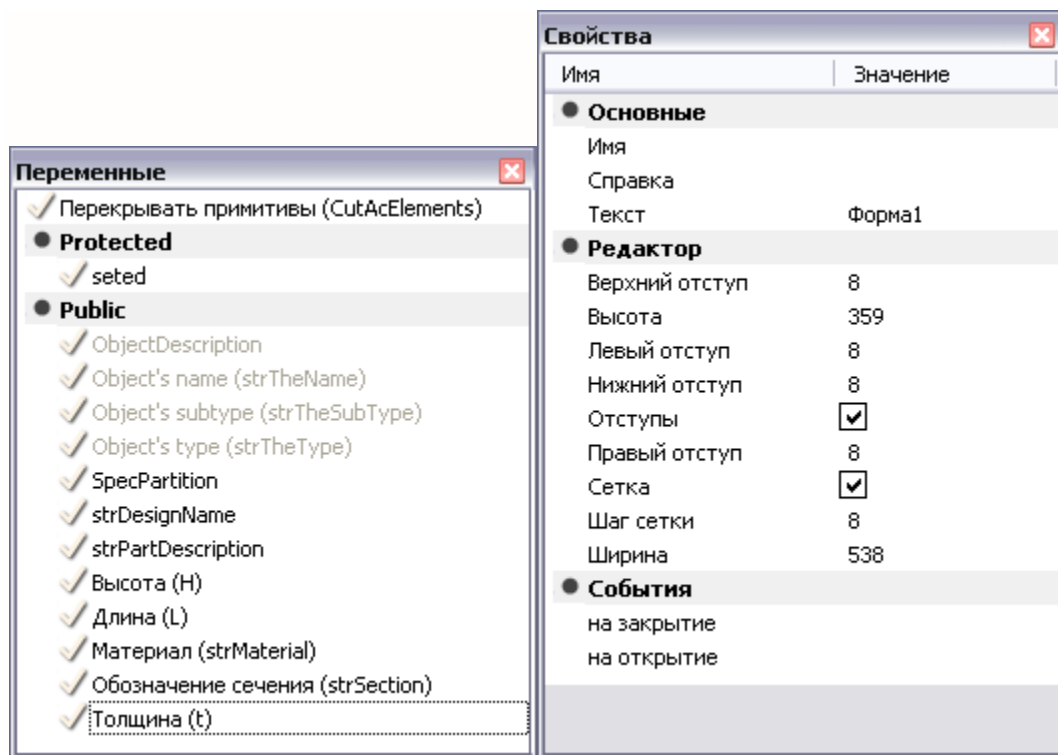 Переменные
Перекрывать примитивы (CutAcElements)
Protected
seted
Public
ObjectDescription
Object's name (strTheName)
Object's subtype (strTheSubType)
Object's type (strTheType)
SpecPartition
strDesignName
strPartDescription
Высота (H)
Длина (L)
Материал (strMaterial)
Обозначение сечения (strSection)
Толщина (t)
Свойства
Имя Значение
Основные
Имя
Справка
Текст Форма1
Редактор
Верхний отступ 8
Высота 359
Левый отступ 8
Нижний отступ 8
Отступы
Правый отступ 8
Сетка
Шаг сетки 8
Ширина 538
События
на закрытие
на открытие